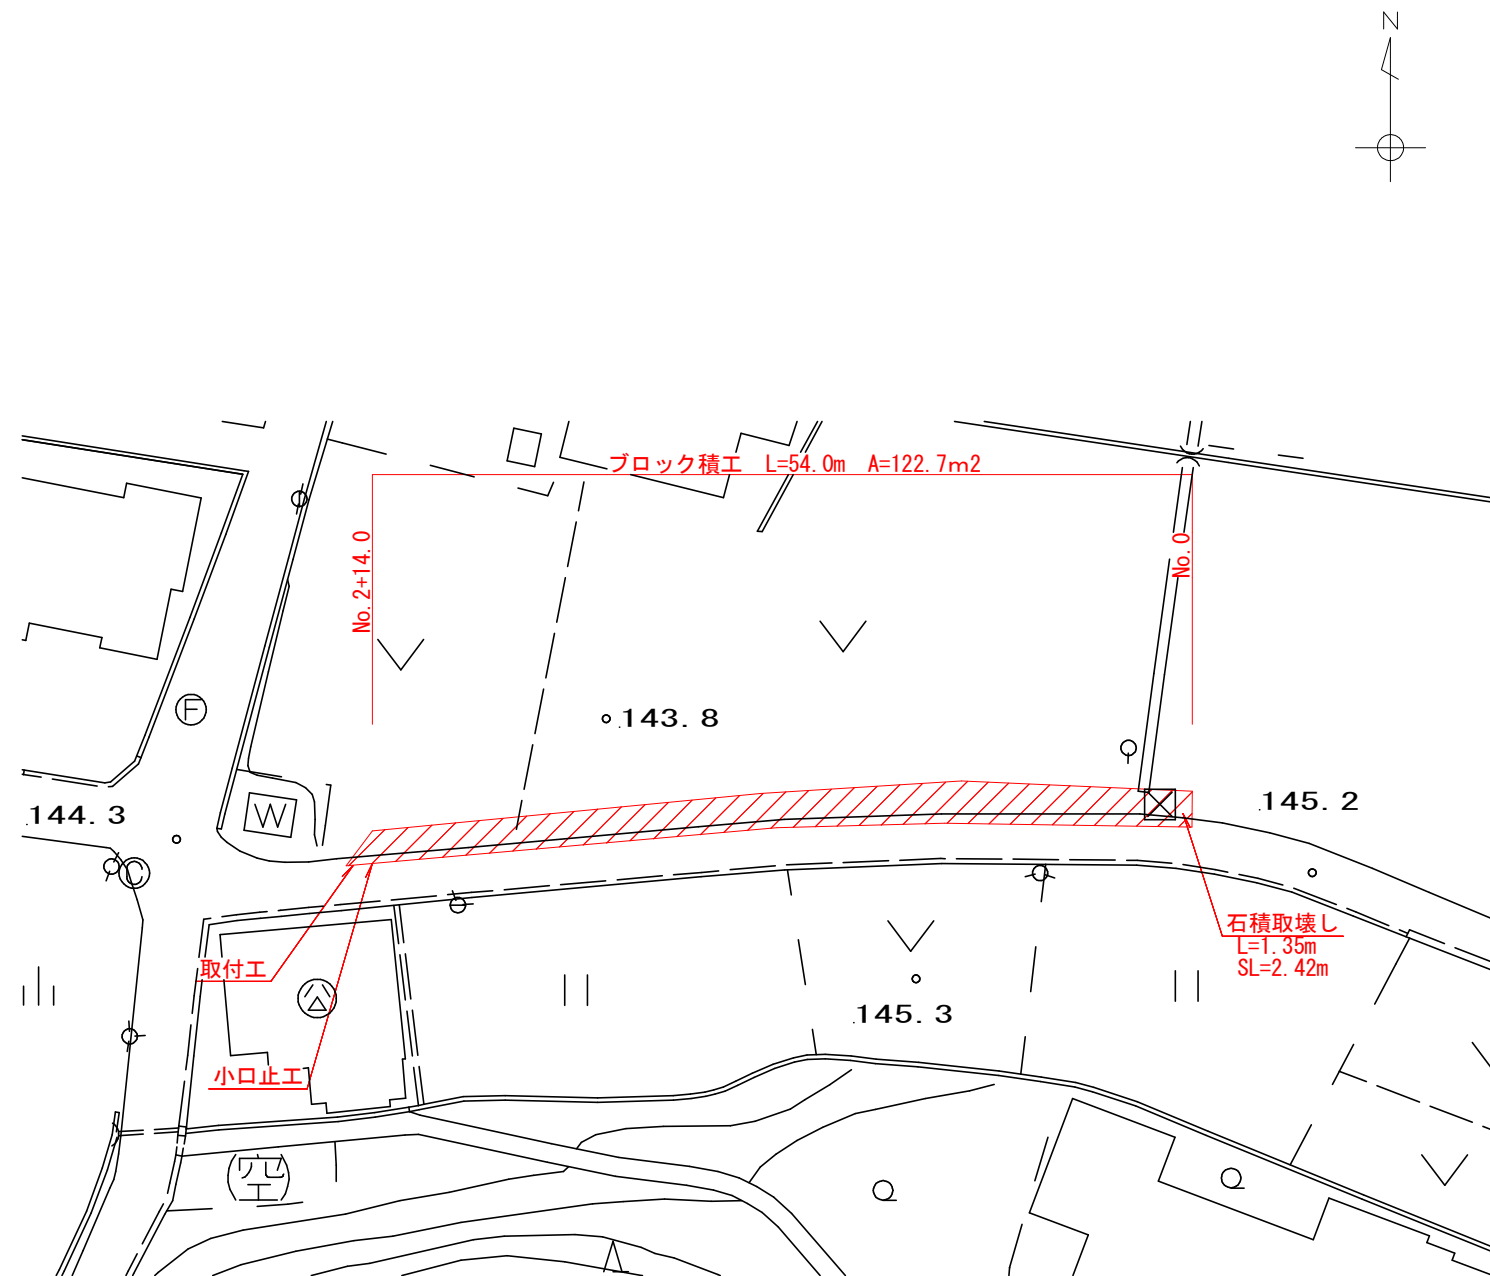 N
ブロック積工 L=54.0m A=122.7m2
No.2+14.0
No.0
F
143.8
W
144.3
145.2
C
石積取壊し
L=1.35m
SL=2.42m
取付工
公
145.3
小口止工
(空)